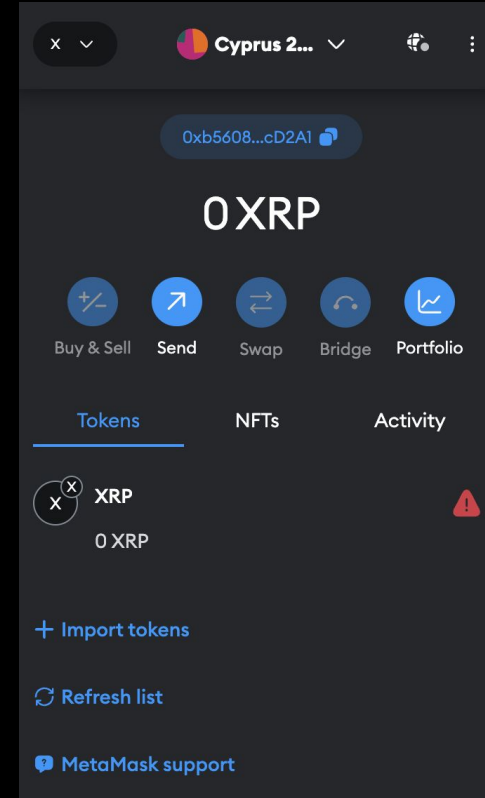 X
Cyprus 2...
0xb5608...cD2A1
0 XRP
Buy & Sell Send Swap Bridge Portfolio
Tokens NFTs Activity
X X XRP
0 XRP
+ Import tokens
Refresh list
MetaMask support